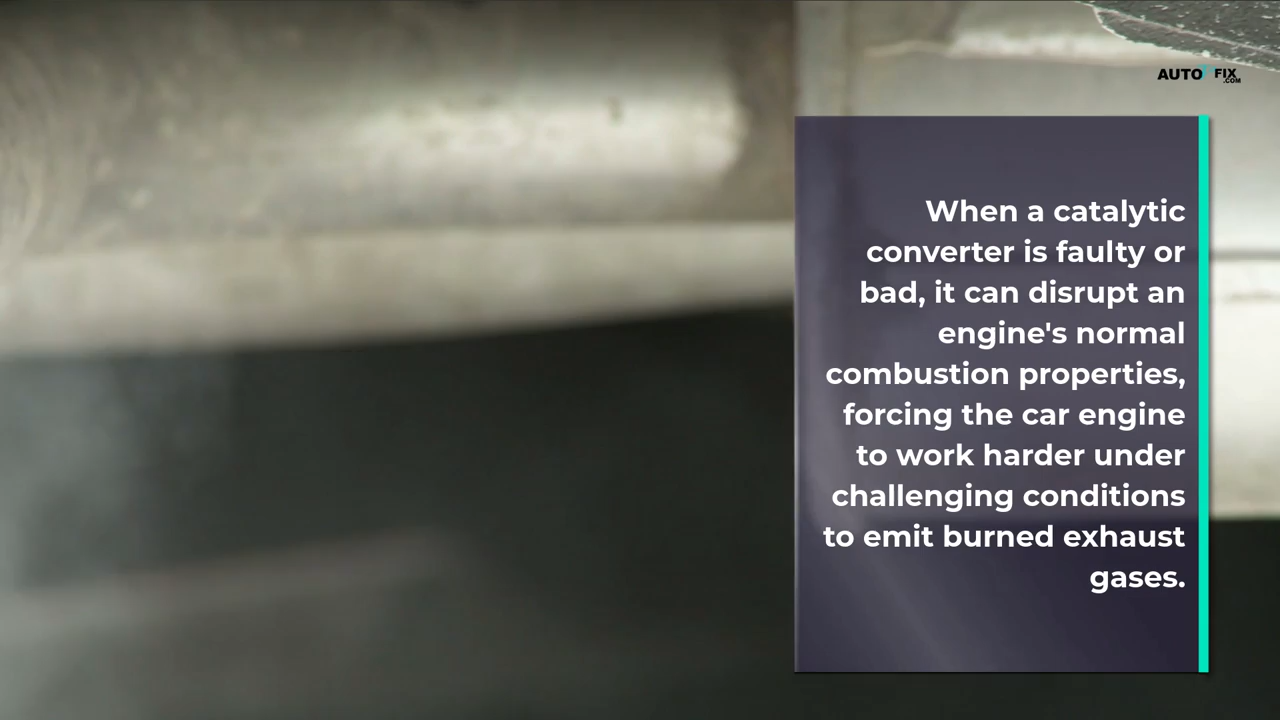 AUTO FIX
.COM
When a catalytic
converter is faulty or
bad, it can disrupt an
engine's normal
combustion properties,
forcing the car engine
to work harder under
challenging conditions
to emit burned exhaust
gases.